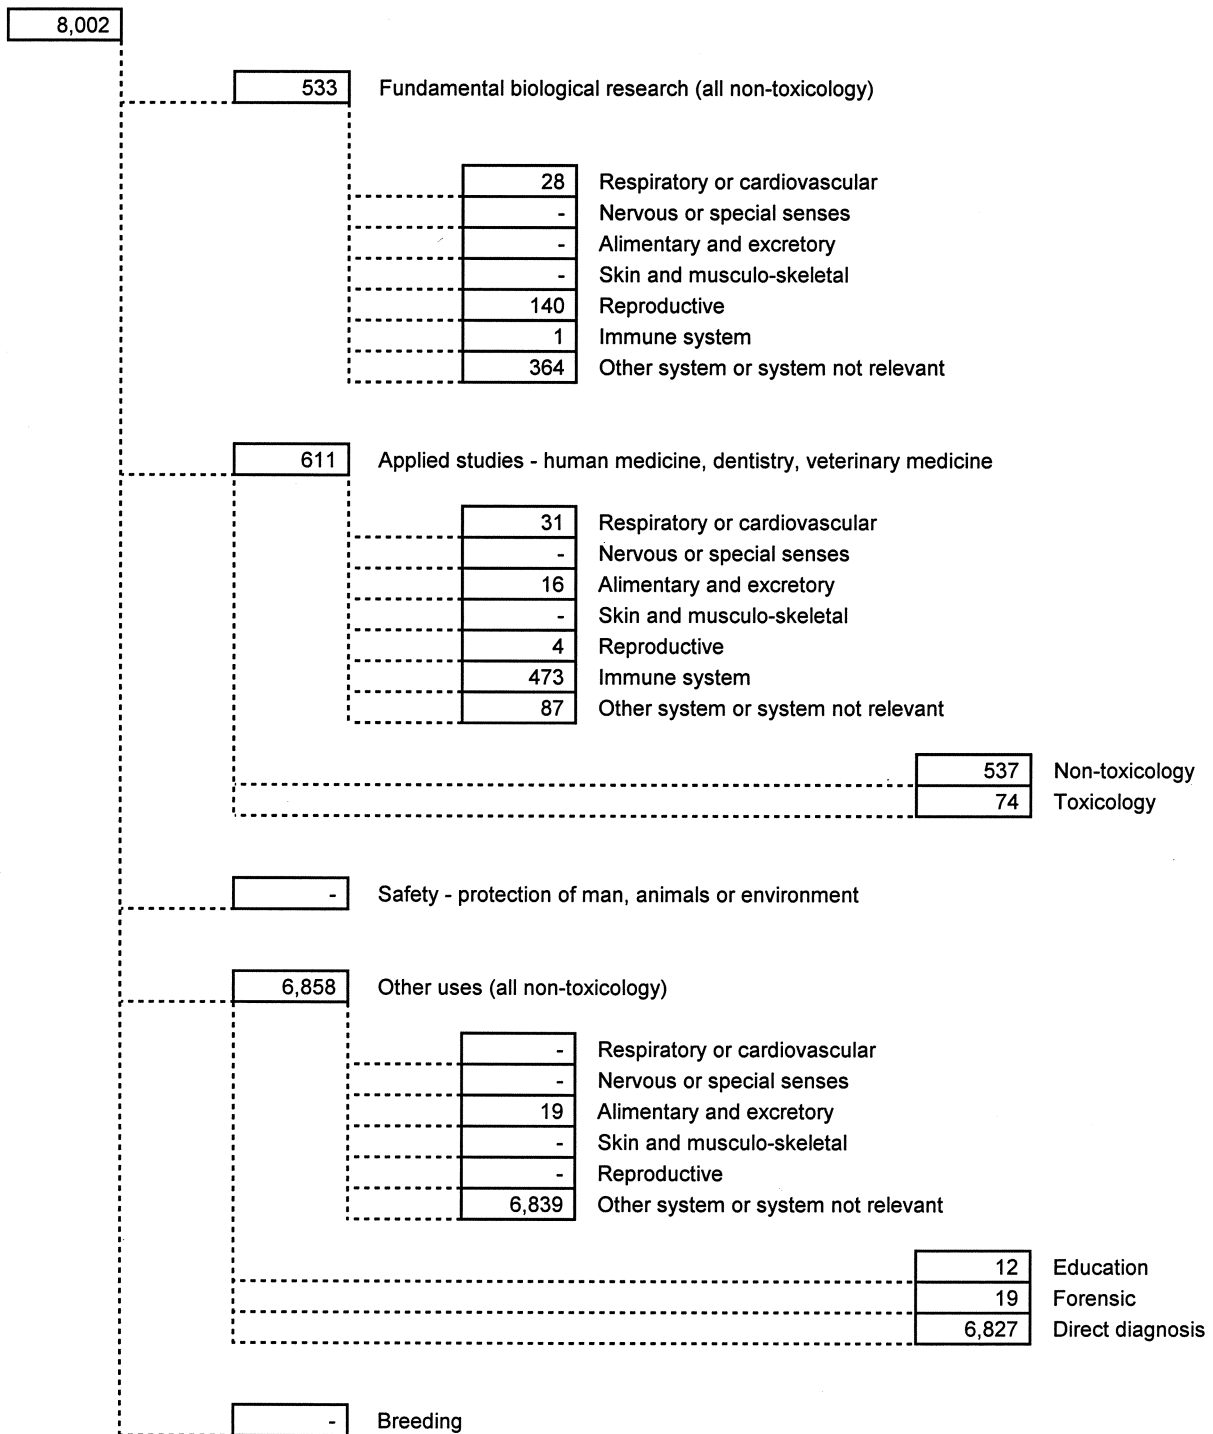 8,002
533 Fundamental biological research (all non-toxicology)
28 Respiratory or cardiovascular
- Nervous or special senses
- Alimentary and excretory
- Skin and musculo-skeletal
140 Reproductive
1 Immune system
364 Other system or system not relevant
611 Applied studies - human medicine, dentistry, veterinary medicine
31 Respiratory or cardiovascular
- Nervous or special senses
16 Alimentary and excretory
- Skin and musculo-skeletal
4 Reproductive
473 Immune system
87 Other system or system not relevant
537 Non-toxicology
74 Toxicology
- Safety - protection of man, animals or environment
6,858 Other uses (all non-toxicology)
- Respiratory or cardiovascular
- Nervous or special senses
19 Alimentary and excretory
- Skin and musculo-skeletal
- Reproductive
6,839 Other system or system not relevant
12 Education
19 Forensic
6,827 Direct diagnosis
- Breeding